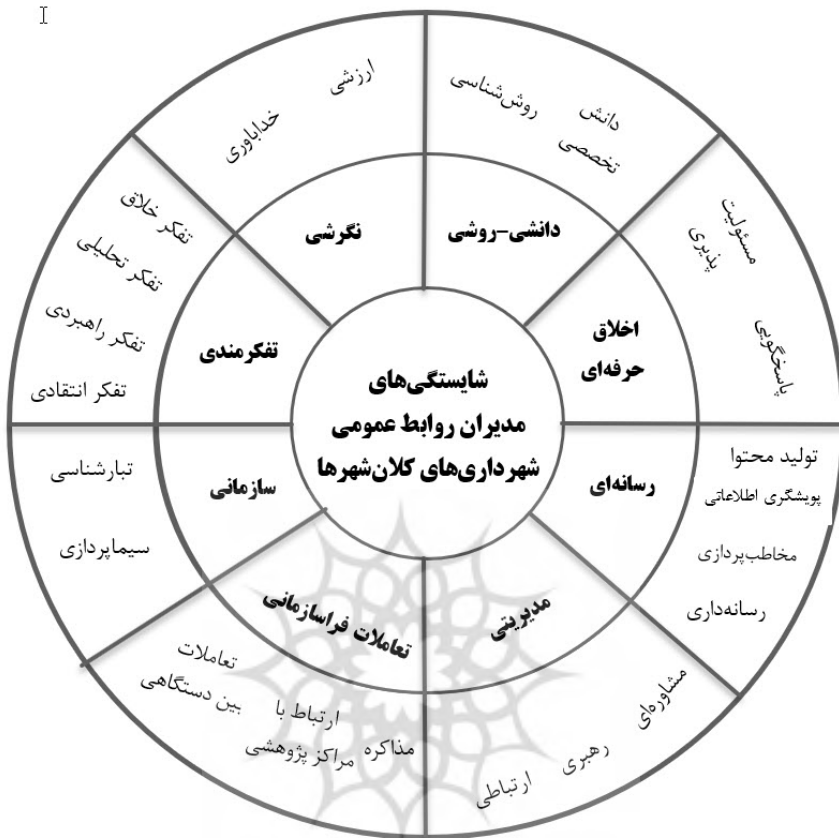 شایستگی‌های
مدیران روابط عمومی
شهرداری‌های کلان‌شهرها
دانشی-روشی
دانش
تخصصی
روش‌شناسی
اخلاق
حرفه‌ای
مسئولیت
پذیری
پاسخگویی
رسانه‌ای
تولید محتوا
پویشگری اطلاعاتی
مخاطب‌پردازی
رسانه‌داری
مدیریتی
مشاوره‌ای
رهبری
ارتباطی
تعاملات فراسازمانی
مذاکره
ارتباط با
مراکز پژوهشی
تعاملات
بین دستگاهی
سازمانی
تبارشناسی
سیماپردازی
تفکرمندی
تفکر خلاق
تفکر تحلیلی
تفکر راهبردی
تفکر انتقادی
نگرشی
ارزشی
خداباوری